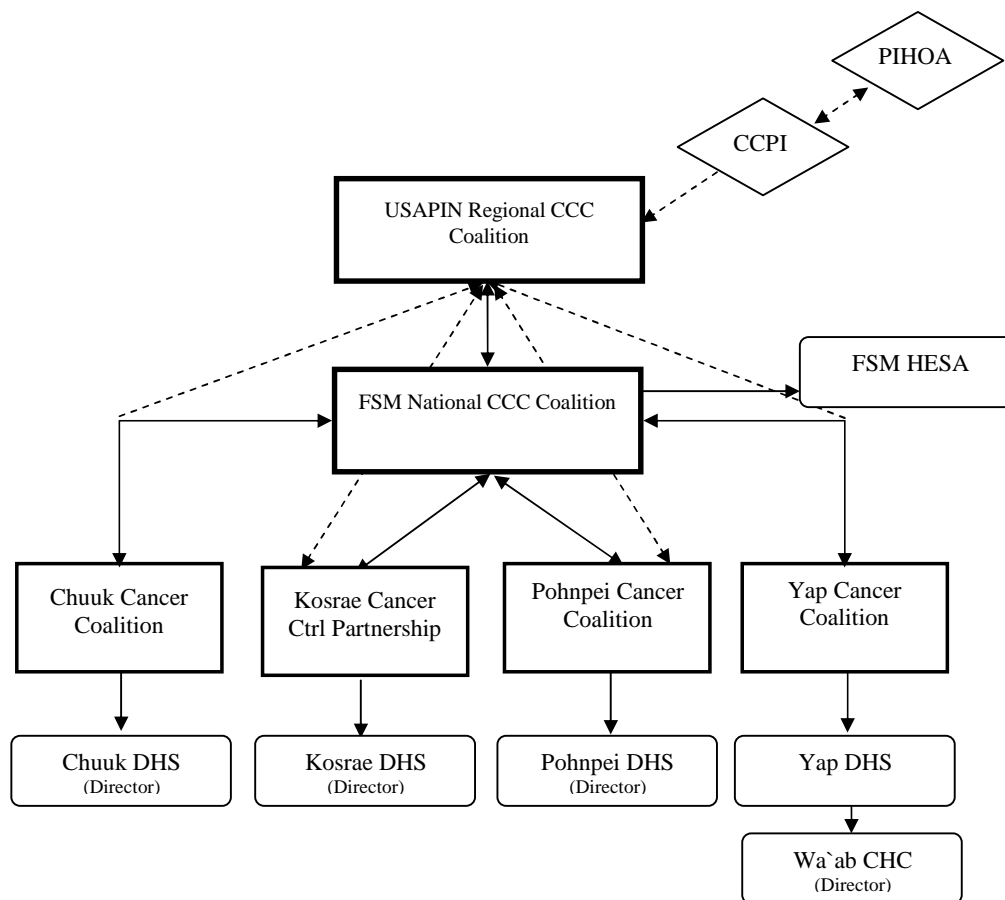 PIHOA
CCPI
USAPIN Regional CCC
Coalition
FSM HESA
FSM National CCC Coalition
Chuuk Cancer
Coalition
Kosrae Cancer
Ctrl Partnership
Pohnpei Cancer
Coalition
Yap Cancer
Coalition
Chuuk DHS
(Director)
Kosrae DHS
(Director)
Pohnpei DHS
(Director)
Yap DHS
Wa`ab CHC
(Director)